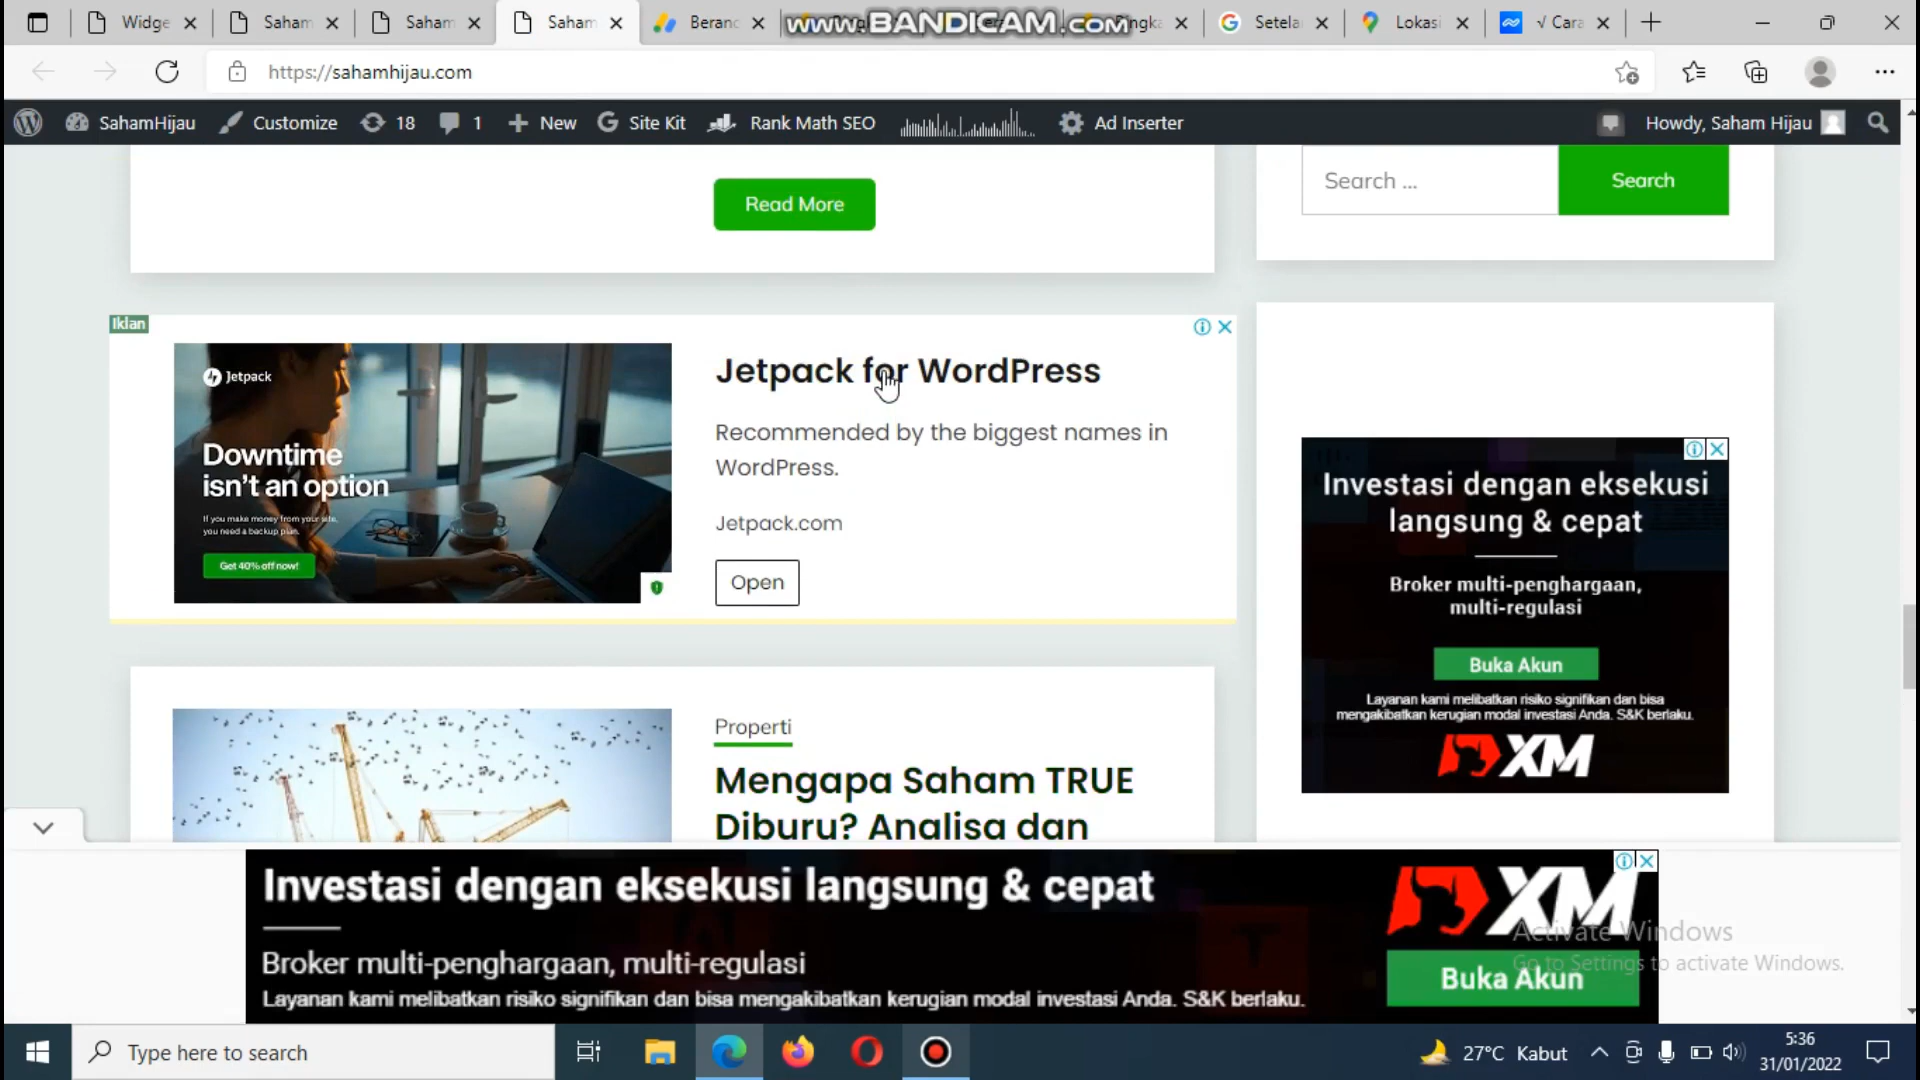 Widge
Saham
Saham
Saham
Beran
www.BANDICAM.com
ingka
Setela
Lokasi
√ Cara
https://sahamhijau.com
SahamHijau
Customize
18
1
New
Site Kit
Rank Math SEO
Ad Inserter
Howdy, Saham Hijau
Read More
Search ...
Search
Iklan
Jetpack
Downtime
isn't an option
If you make money from your site,
you need a backup plan.
Get 40% off now!
Jetpack for WordPress
Recommended by the biggest names in
WordPress.
Jetpack.com
Open
Investasi dengan eksekusi
langsung & cepat
Broker multi-penghargaan,
multi-regulasi
Buka Akun
Layanan kami melibatkan risiko signifikan dan bisa
mengakibatkan kerugian modal investasi Anda. S&K berlaku.
XM
Properti
Mengapa Saham TRUE
Diburu? Analisa dan
Investasi dengan eksekusi langsung & cepat
Broker multi-penghargaan, multi-regulasi
Layanan kami melibatkan risiko signifikan dan bisa mengakibatkan kerugian modal investasi Anda. S&K berlaku.
XM
Buka Akun
Activate Windows
Go to Settings to activate Windows.
Type here to search
27°C Kabut
5:36
31/01/2022